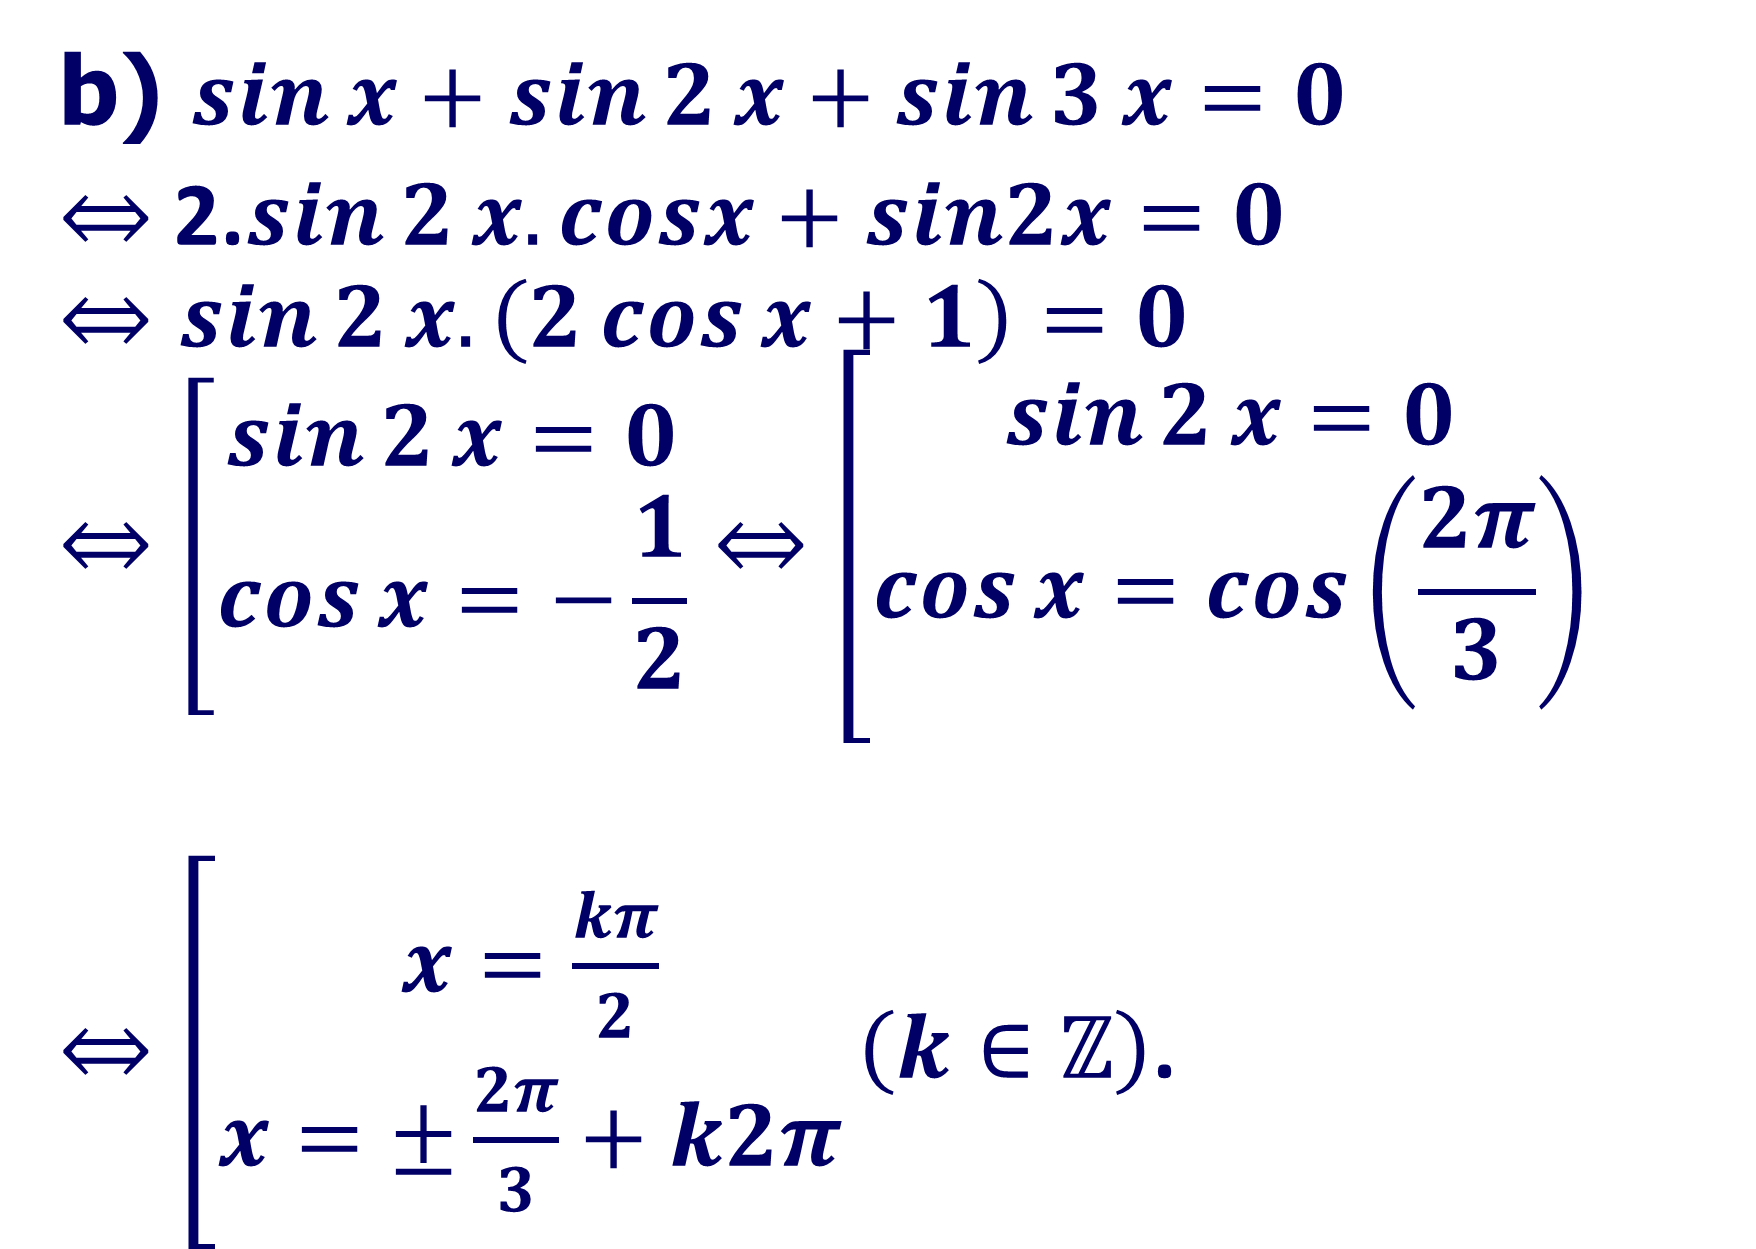 b) sin x + sin 2 x + sin 3 x = 0
⇔ 2.sin 2 x. cosx + sin2x = 0
⇔ sin 2 x. (2 cos x + 1) = 0
⇔ [ sin 2 x = 0 ; cos x = −1/2 ⇔ [ sin 2 x = 0 ; cos x = cos (2π/3)
⇔ [ x = kπ/2 ; x = ± 2π/3 + k2π (k ∈ ℤ).